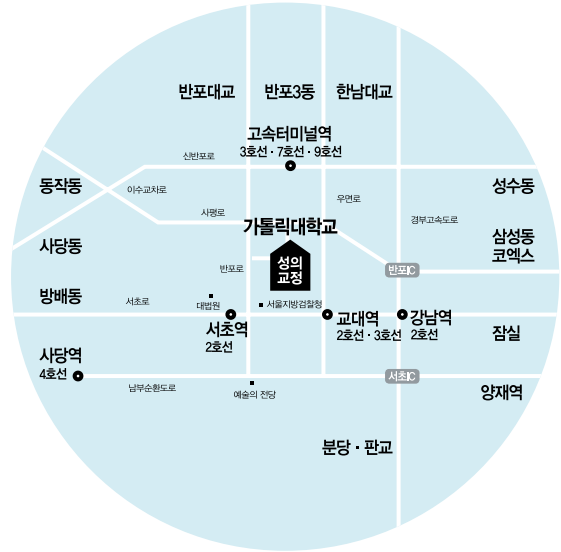 반포대교
반포3동
한남대교
고속터미널역
3호선 · 7호선 · 9호선
신반포로
동작동
이수교차로
성수동
우면로
사평로
경부고속도로
가톨릭대학교
삼성동
코엑스
사당동
성의
교정
반포로
반포IC
방배동
서초로
대법원
서울지방검찰청
서초역
2호선
교대역
2호선 · 3호선
강남역
2호선
잠실
사당역
4호선
서초IC
남부순환도로
예술의 전당
양재역
분당 · 판교